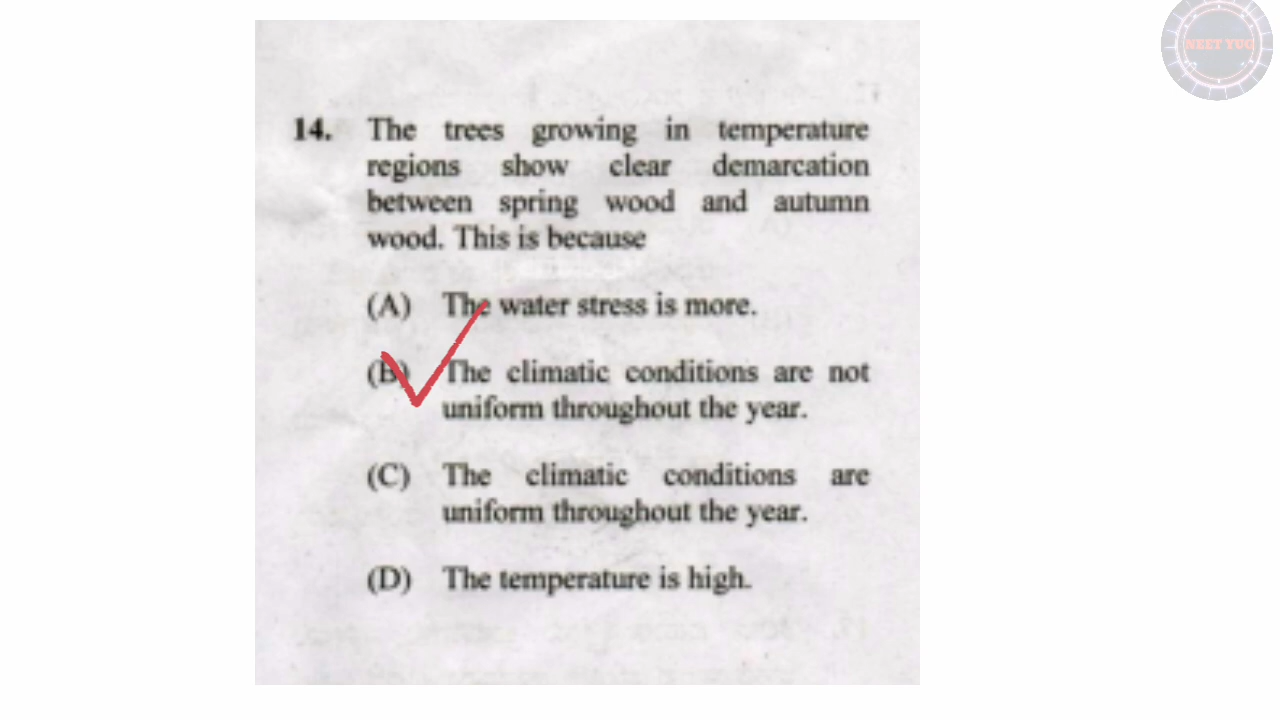 NEET YUG
14. The trees growing in temperature
regions show clear demarcation
between spring wood and autumn
wood. This is because
(A) The water stress is more.
(B) The climatic conditions are not
uniform throughout the year.
(C) The climatic conditions are
uniform throughout the year.
(D) The temperature is high.